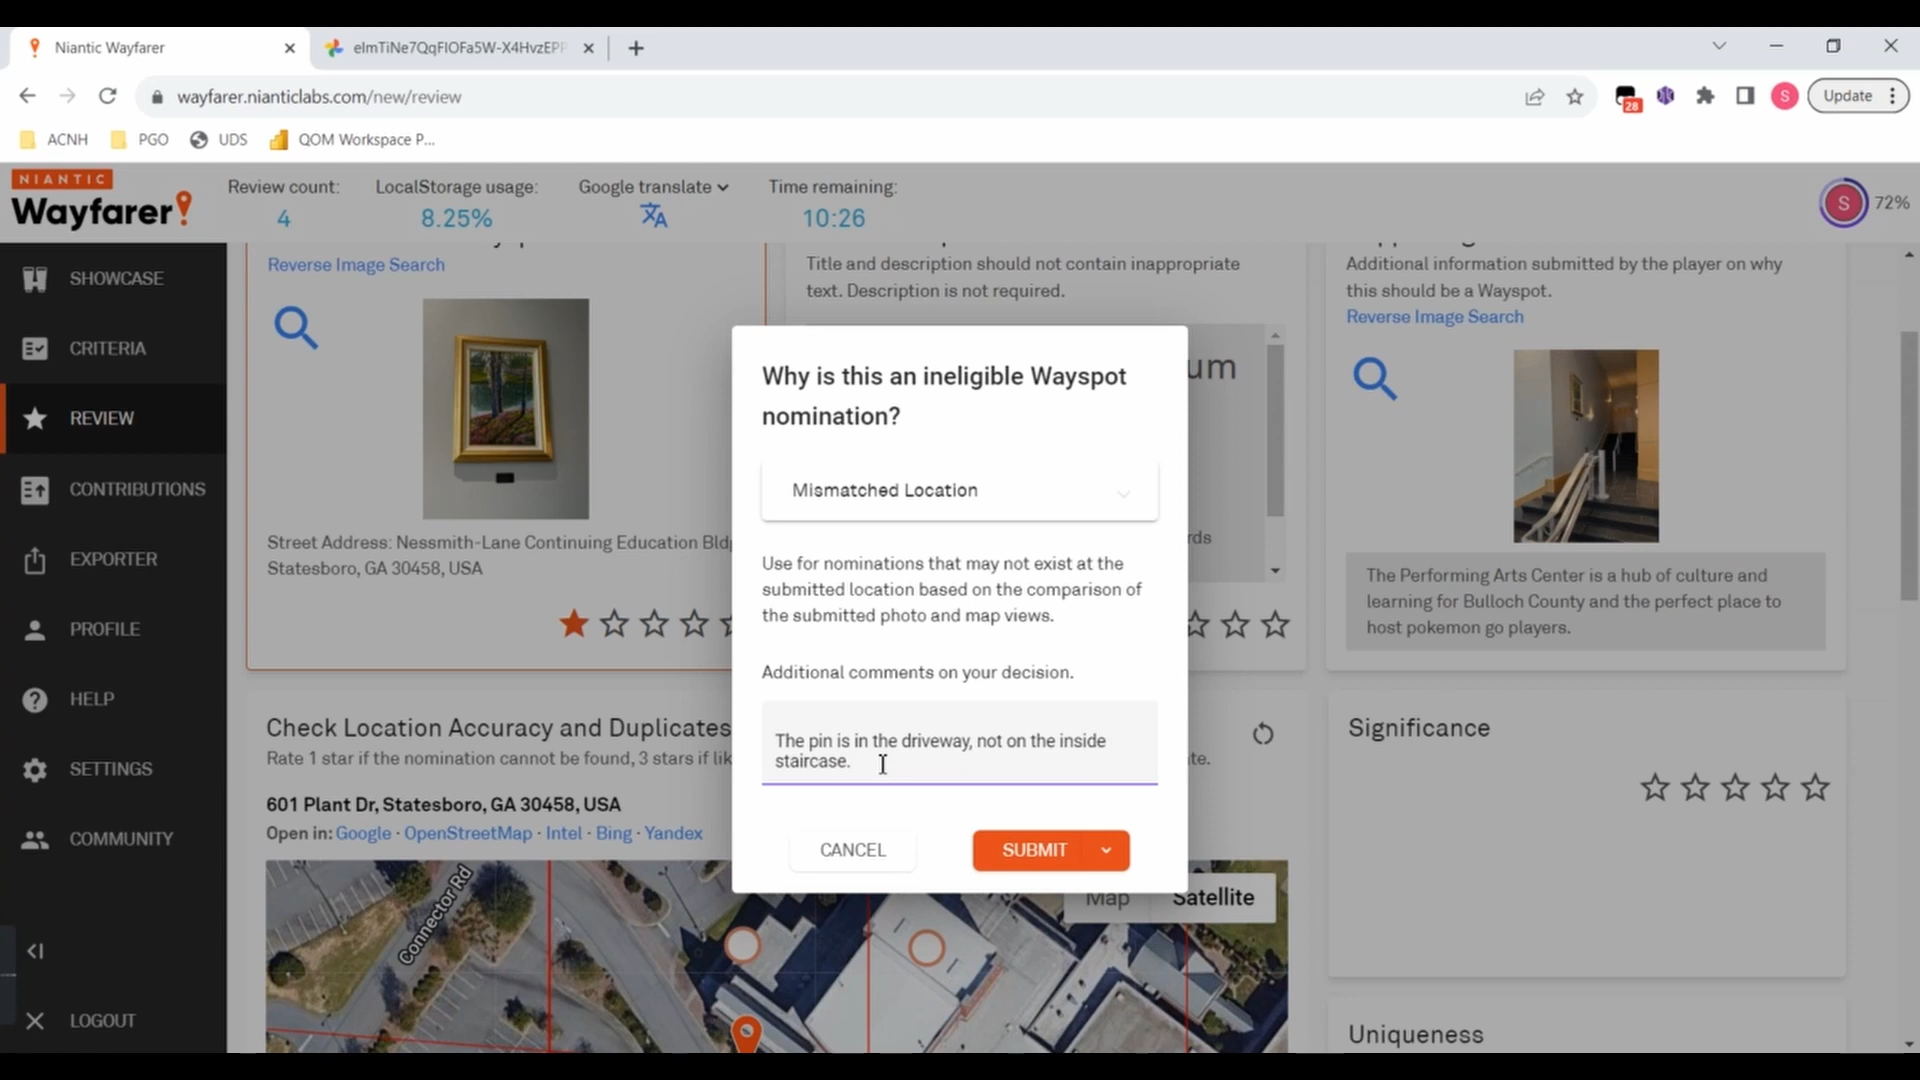 Niantic Wayfarer
elmTiNe7QqFIOFa5W-X4HvzEPP
wayfarer.nianticlabs.com/new/review
28
S
Update
ACNH
PGO
UDS
QOM Workspace P...
NIANTIC
Wayfarer
Review count:
4
LocalStorage usage:
8.25%
Google translate
Time remaining:
10:26
S
72%
SHOWCASE
CRITERIA
REVIEW
CONTRIBUTIONS
EXPORTER
PROFILE
HELP
SETTINGS
COMMUNITY
LOGOUT
Reverse Image Search
Street Address: Nessmith-Lane Continuing Education Bld
Statesboro, GA 30458, USA
Title and description should not contain inappropriate
text. Description is not required.
um
rds
Additional information submitted by the player on why
this should be a Wayspot.
Reverse Image Search
The Performing Arts Center is a hub of culture and
learning for Bulloch County and the perfect place to
host pokemon go players.
Why is this an ineligible Wayspot
nomination?
Mismatched Location
Use for nominations that may not exist at the
submitted location based on the comparison of
the submitted photo and map views.
Additional comments on your decision.
The pin is in the driveway, not on the inside
staircase.
CANCEL
SUBMIT
Check Location Accuracy and Duplicates
Rate 1 star if the nomination cannot be found, 3 stars if lik
te.
601 Plant Dr, Statesboro, GA 30458, USA
Open in: Google · OpenStreetMap · Intel · Bing · Yandex
Connector Rd
Map
Satellite
Significance
Uniqueness